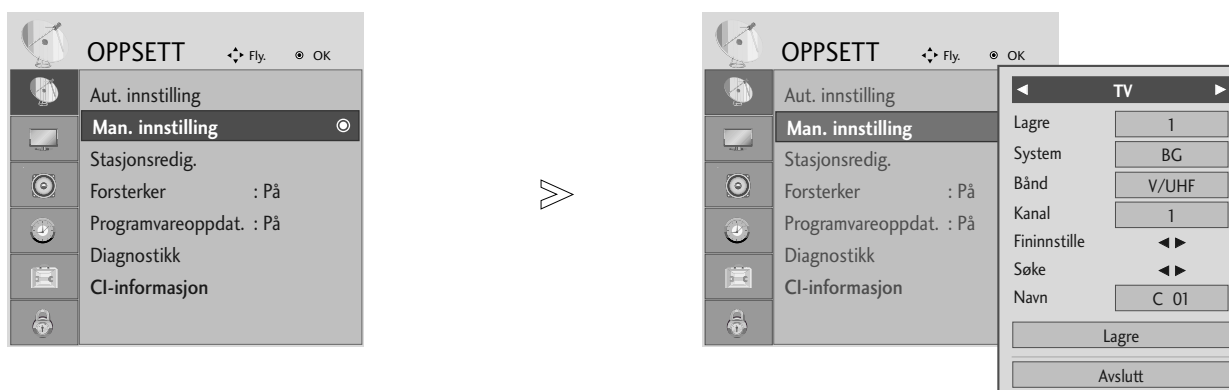 OPPSETT Fly. OK
Aut. innstilling
Man. innstilling
Stasjonsredig.
Forsterker : På
Programvareoppdat. : På
Diagnostikk
CI-informasjon
OPPSETT Fly. OK
Aut. innstilling
Man. innstilling
Stasjonsredig.
Forsterker : På
Programvareoppdat. : På
Diagnostikk
CI-informasjon
◄ TV ►
Lagre 1
System BG
Bånd V/UHF
Kanal 1
Fininnstille ◄►
Søke ◄►
Navn C 01
Lagre
Avslutt